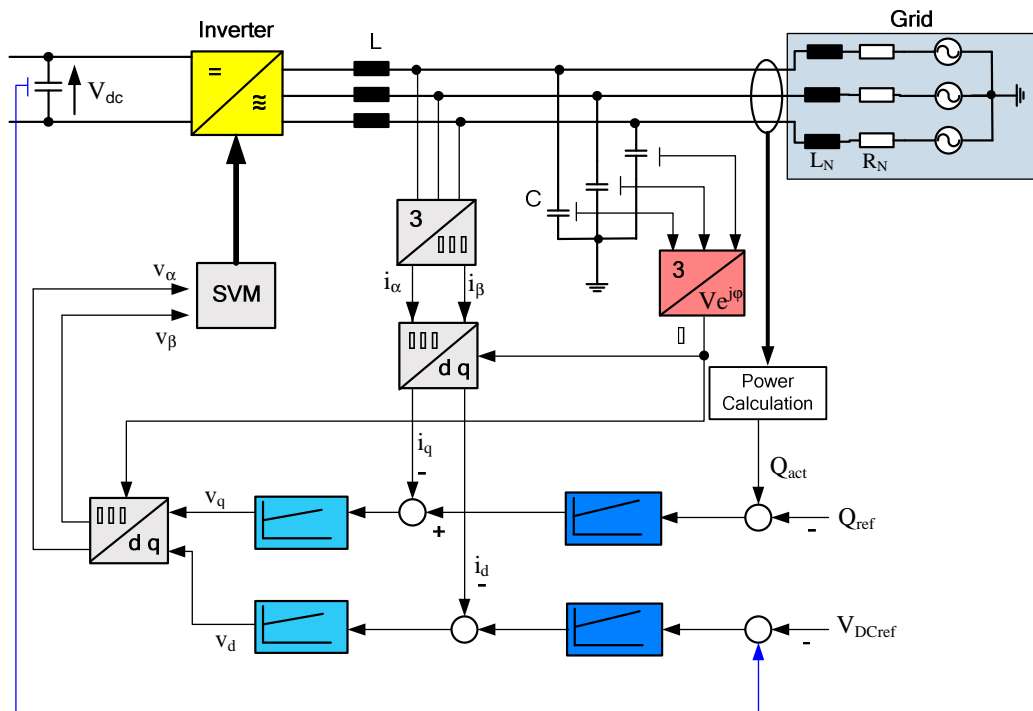 Inverter
Grid
L
V_dc
=
≋
L_N
R_N
C
3
3
Ve^jφ
i_α
i_β
v_α
SVM
v_β
d q
Power
Calculation
i_q
-
Q_act
v_q
+
-
Q_ref
d q
i_d
-
v_d
-
V_DCref